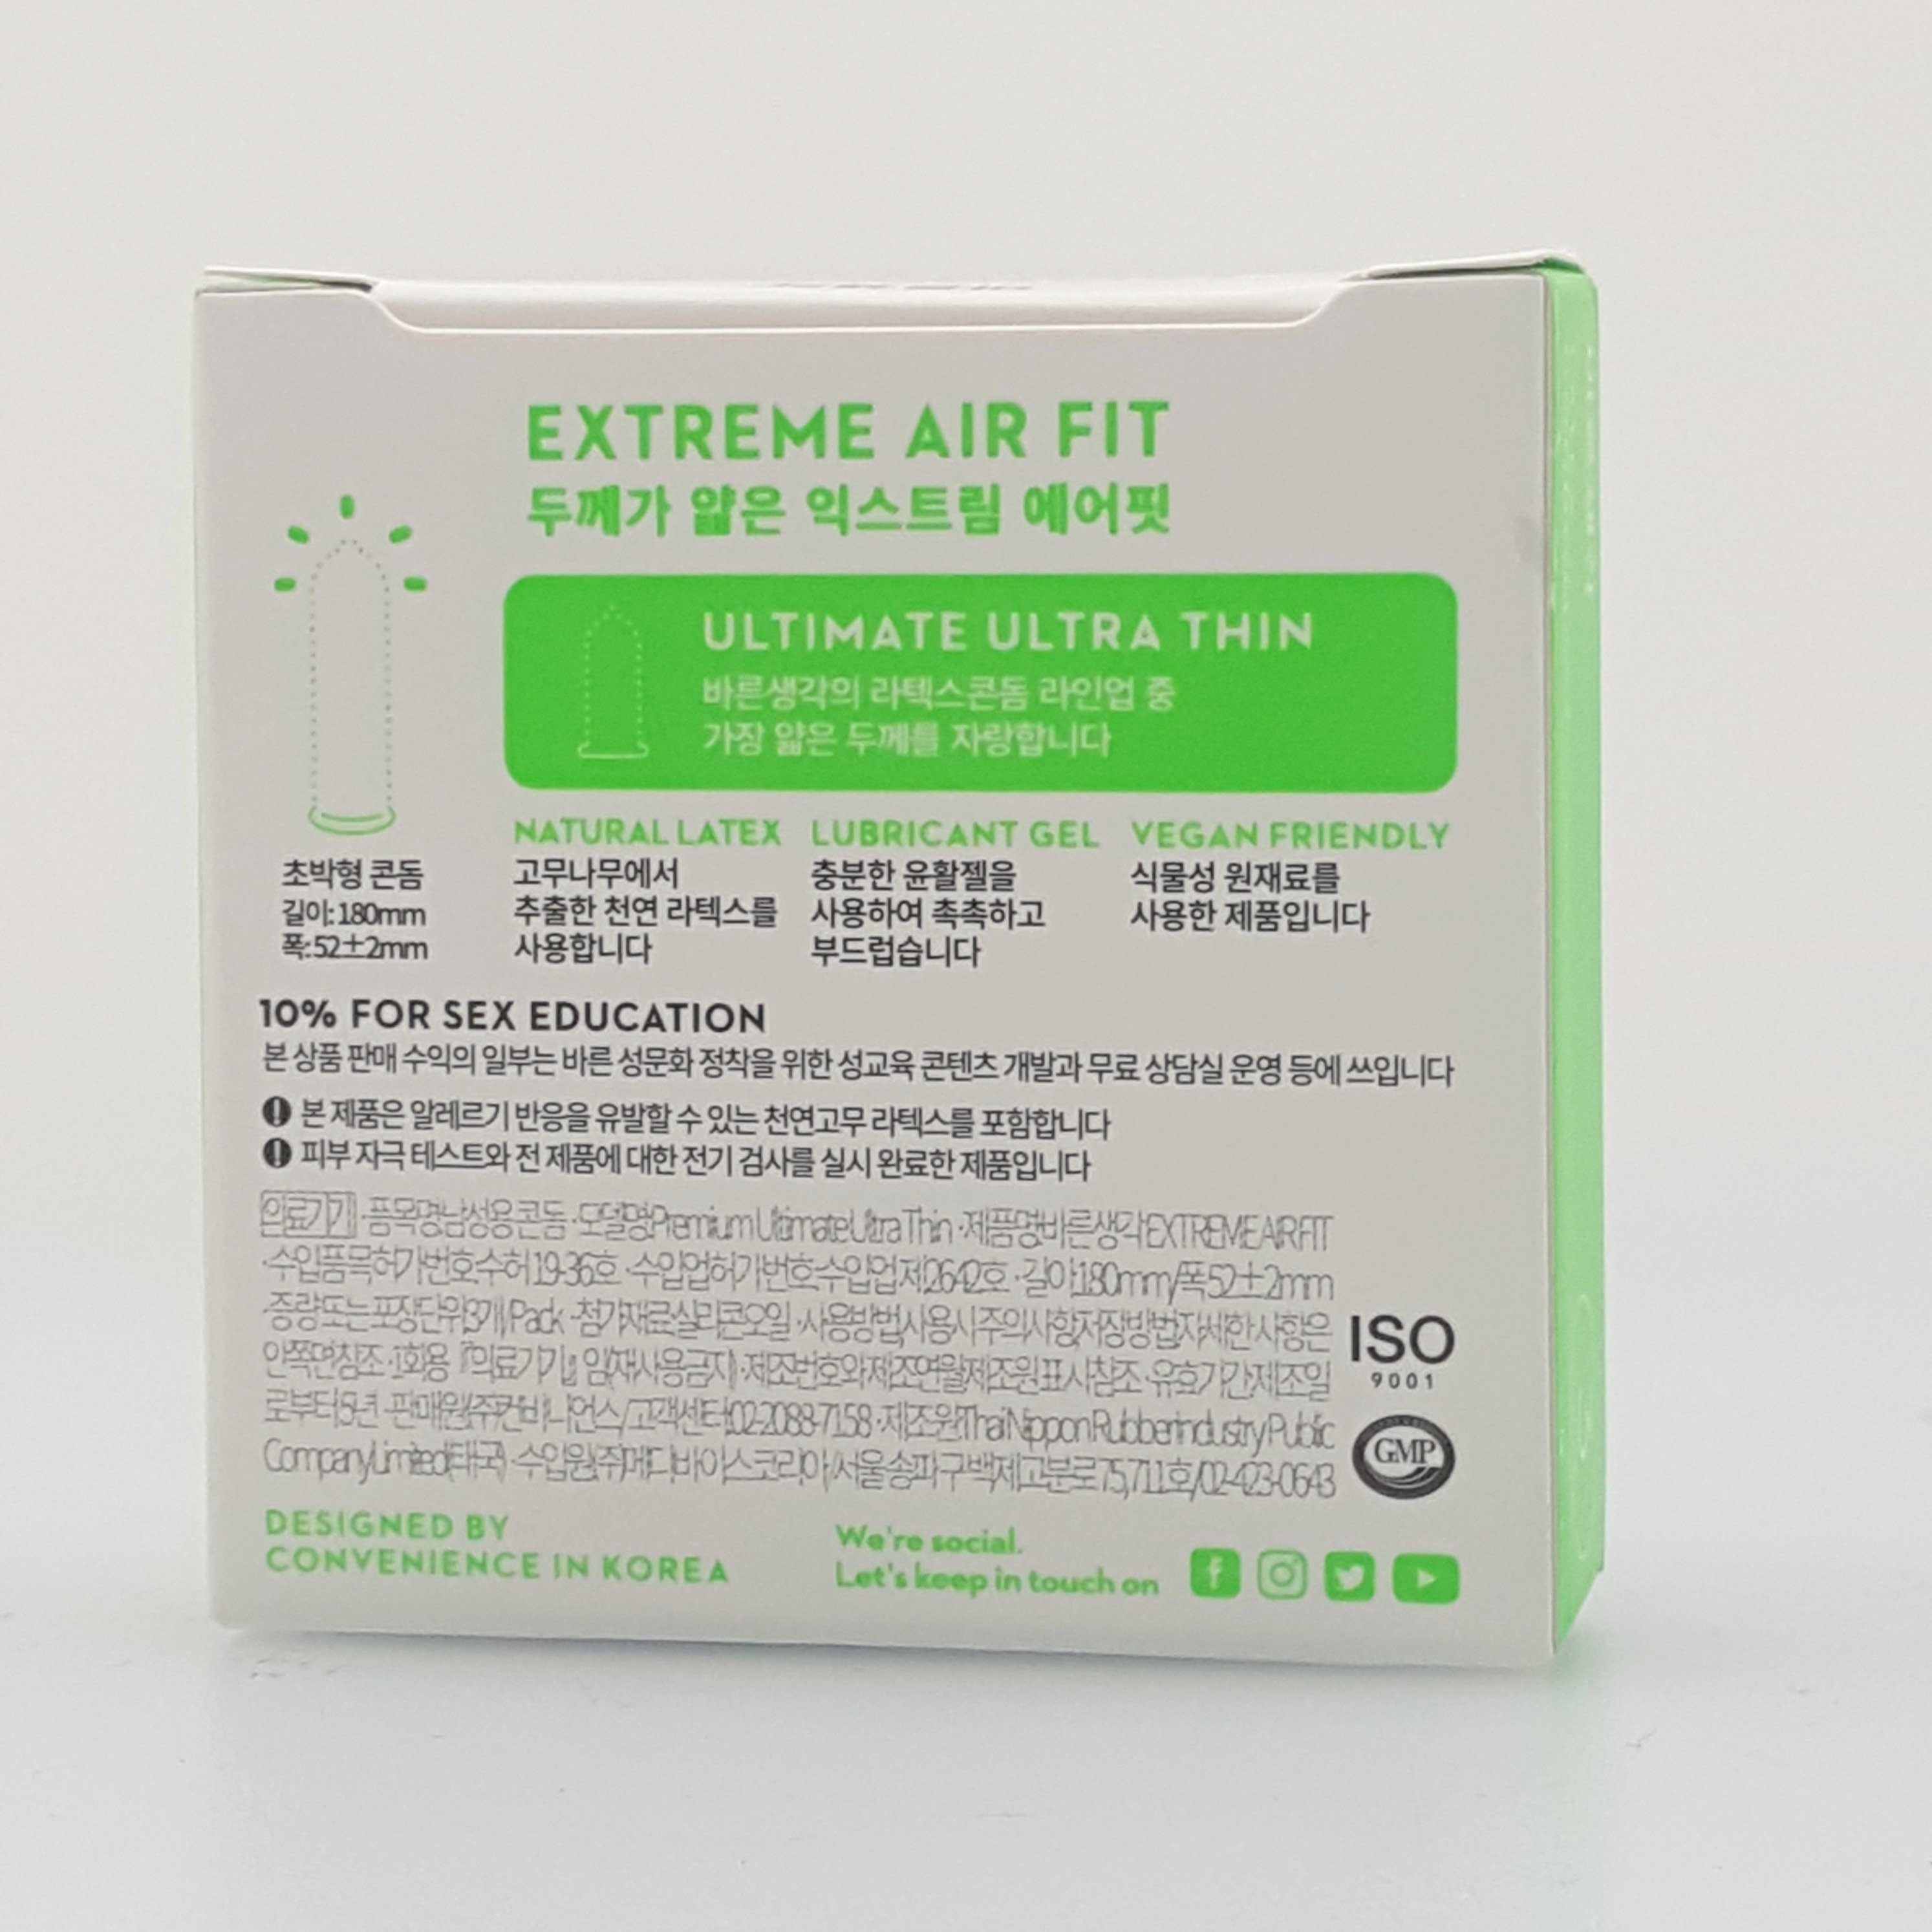 EXTREME AIR FIT
두께가 얇은 익스트림 에어핏
ULTIMATE ULTRA THIN
바른생각의 라텍스콘돔 라인업 중
가장 얇은 두께를 자랑합니다
초박형 콘돔
길이: 180mm
폭: 52±2mm
NATURAL LATEX
고무나무에서
추출한 천연 라텍스를
사용합니다
LUBRICANT GEL
충분한 윤활젤을
사용하여 촉촉하고
부드럽습니다
VEGAN FRIENDLY
식물성 원재료를
사용한 제품입니다
10% FOR SEX EDUCATION
본 상품 판매 수익의 일부는 바른 성문화 정착을 위한 성교육 콘텐츠 개발과 무료 상담실 운영 등에 쓰입니다
본 제품은 알레르기 반응을 유발할 수 있는 천연고무 라텍스를 포함합니다
피부 자극 테스트와 전 제품에 대한 전기 검사를 실시 완료한 제품입니다
의료기기 ·품목명:남성용 콘돔 ·모델명:Premium Ultimate Ultra Thin ·제품명:바른생각 EXTREME AIR FIT
·수입품목허가번호:수허 19-36호 ·수입업허가번호:수입업 제2642호 ·길이:180mm/폭:52±2mm
·중량또는포장단위:3개/Pack ·첨가재료:실리콘오일 ·사용방법,사용시주의사항,저장방법:자세한 사항은
안쪽면 참조 ·1회용 『의료기기』임(재사용금지) ·제조번호와 제조연월:제조원 표시 참조 ·유효기간:제조일
로부터 5년 ·판매원:(주)컨비니언스/고객센터:02-2088-7158 ·제조원:Thai Nippon Rubber Industry Public
Company Limited(태국) ·수입원:(주)메디바이스코리아/서울 송파구 백제고분로 75, 711호/02-423-0643
ISO
9001
GMP
DESIGNED BY
CONVENIENCE IN KOREA
We're social.
Let's keep in touch on